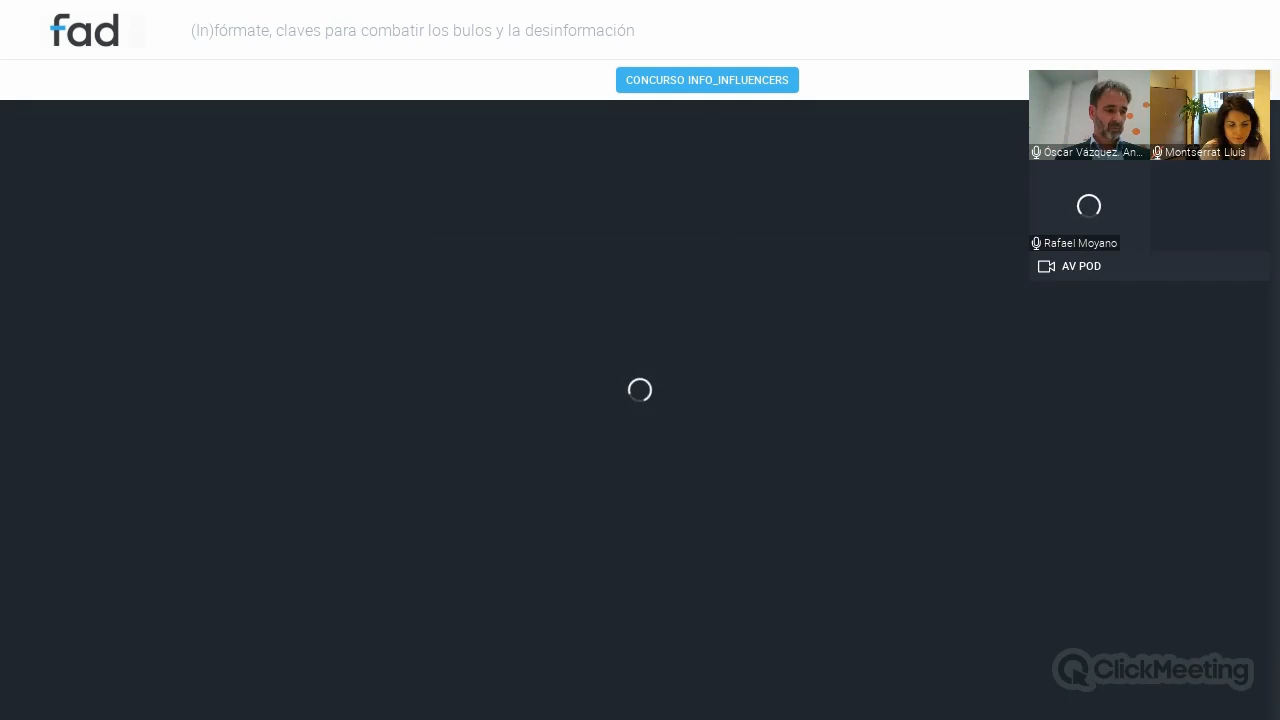 fad
(In)fórmate, claves para combatir los bulos y la desinformación
CONCURSO INFO_INFLUENCERS
Óscar Vázquez. An...
Montserrat Lluis
Rafael Moyano
AV POD
ClickMeeting